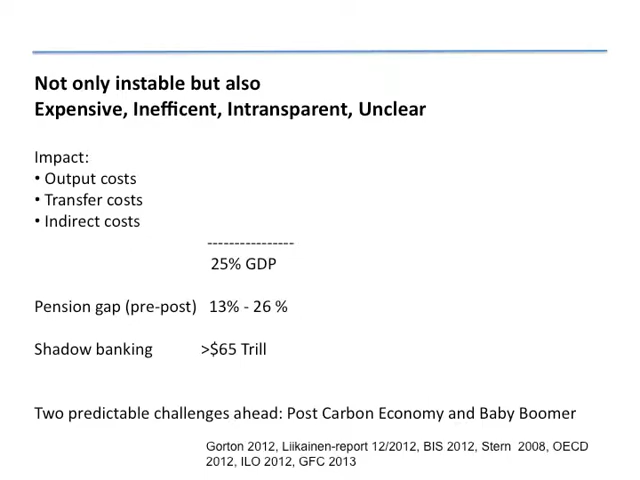 Not only instable but also
Expensive, Inefficent, Intransparent, Unclear
Impact:
• Output costs
• Transfer costs
• Indirect costs
----------------
25% GDP
Pension gap (pre-post) 13% - 26 %
Shadow banking >$65 Trill
Two predictable challenges ahead: Post Carbon Economy and Baby Boomer
Gorton 2012, Liikainen-report 12/2012, BIS 2012, Stern 2008, OECD
2012, ILO 2012, GFC 2013